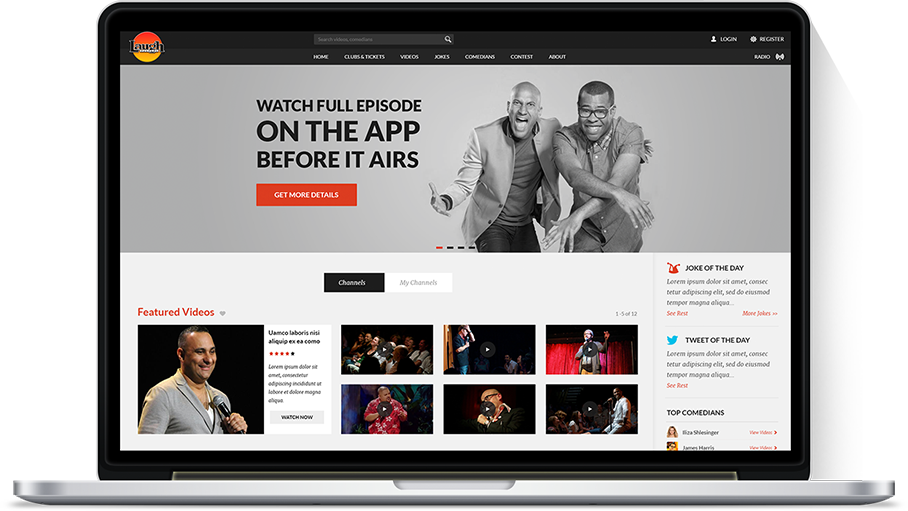 Laugh
Search videos, comedians
LOGIN
REGISTER
HOME
CLUBS & TICKETS
VIDEOS
JOKES
COMEDIANS
CONTEST
ABOUT
RADIO
WATCH FULL EPISODE
ON THE APP
BEFORE IT AIRS
GET MORE DETAILS
Channels
My Channels
Featured Videos
1 -5 of 12
Uamco laboris nisi
aliquip ex ea como
Lorem ipsum dolor sit
amet, consectetur
adipiscing incididunt ut
labore et dolore magna
aliqua.
WATCH NOW
JOKE OF THE DAY
Lorem ipsum dolor sit amet, consec
tetur adipiscing elit, sed do eiusmod
tempor magna aliqua...
See Rest
More Jokes >>
TWEET OF THE DAY
Lorem ipsum dolor sit amet, consec
tetur adipiscing elit, sed do eiusmod
tempor magna aliqua...
See Rest
TOP COMEDIANS
Iliza Shlesinger
View Videos
James Harris
View Videos